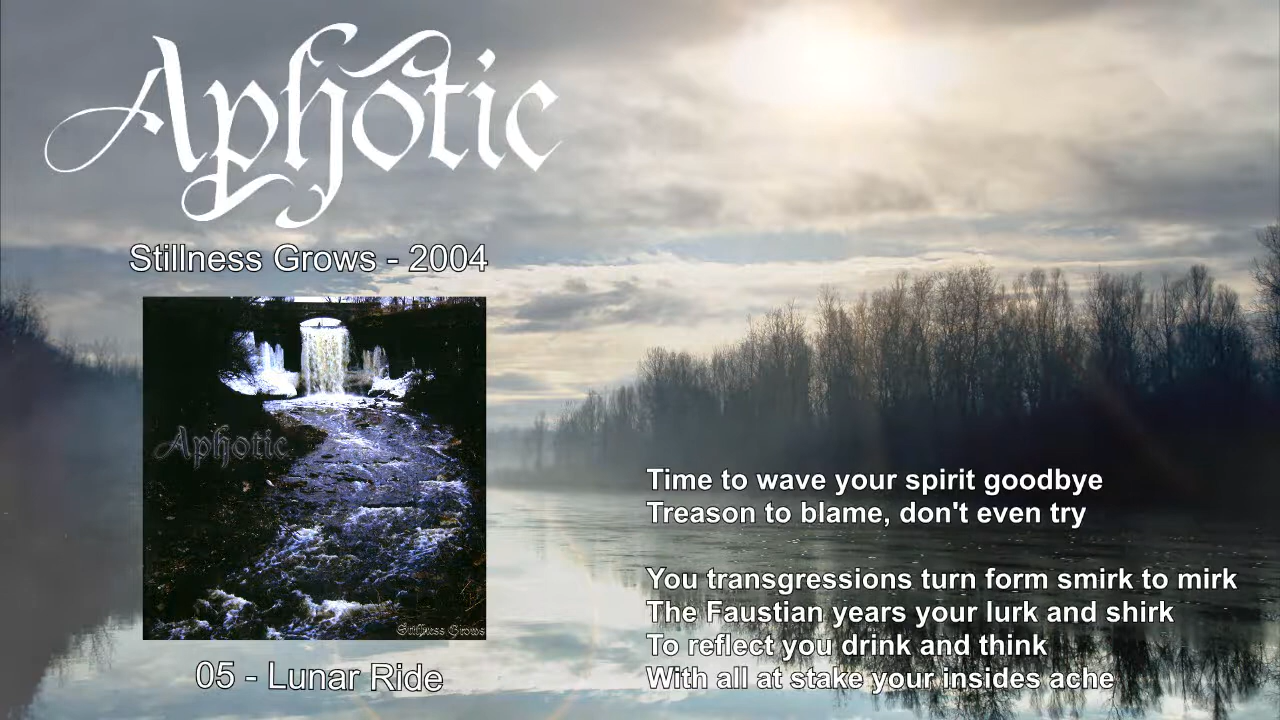 Aphotic
Stillness Grows - 2004
Aphotic
Stillness Grows
05 - Lunar Ride
Time to wave your spirit goodbye
Treason to blame, don't even try
You transgressions turn form smirk to mirk
The Faustian years your lurk and shirk
To reflect you drink and think
With all at stake your insides ache